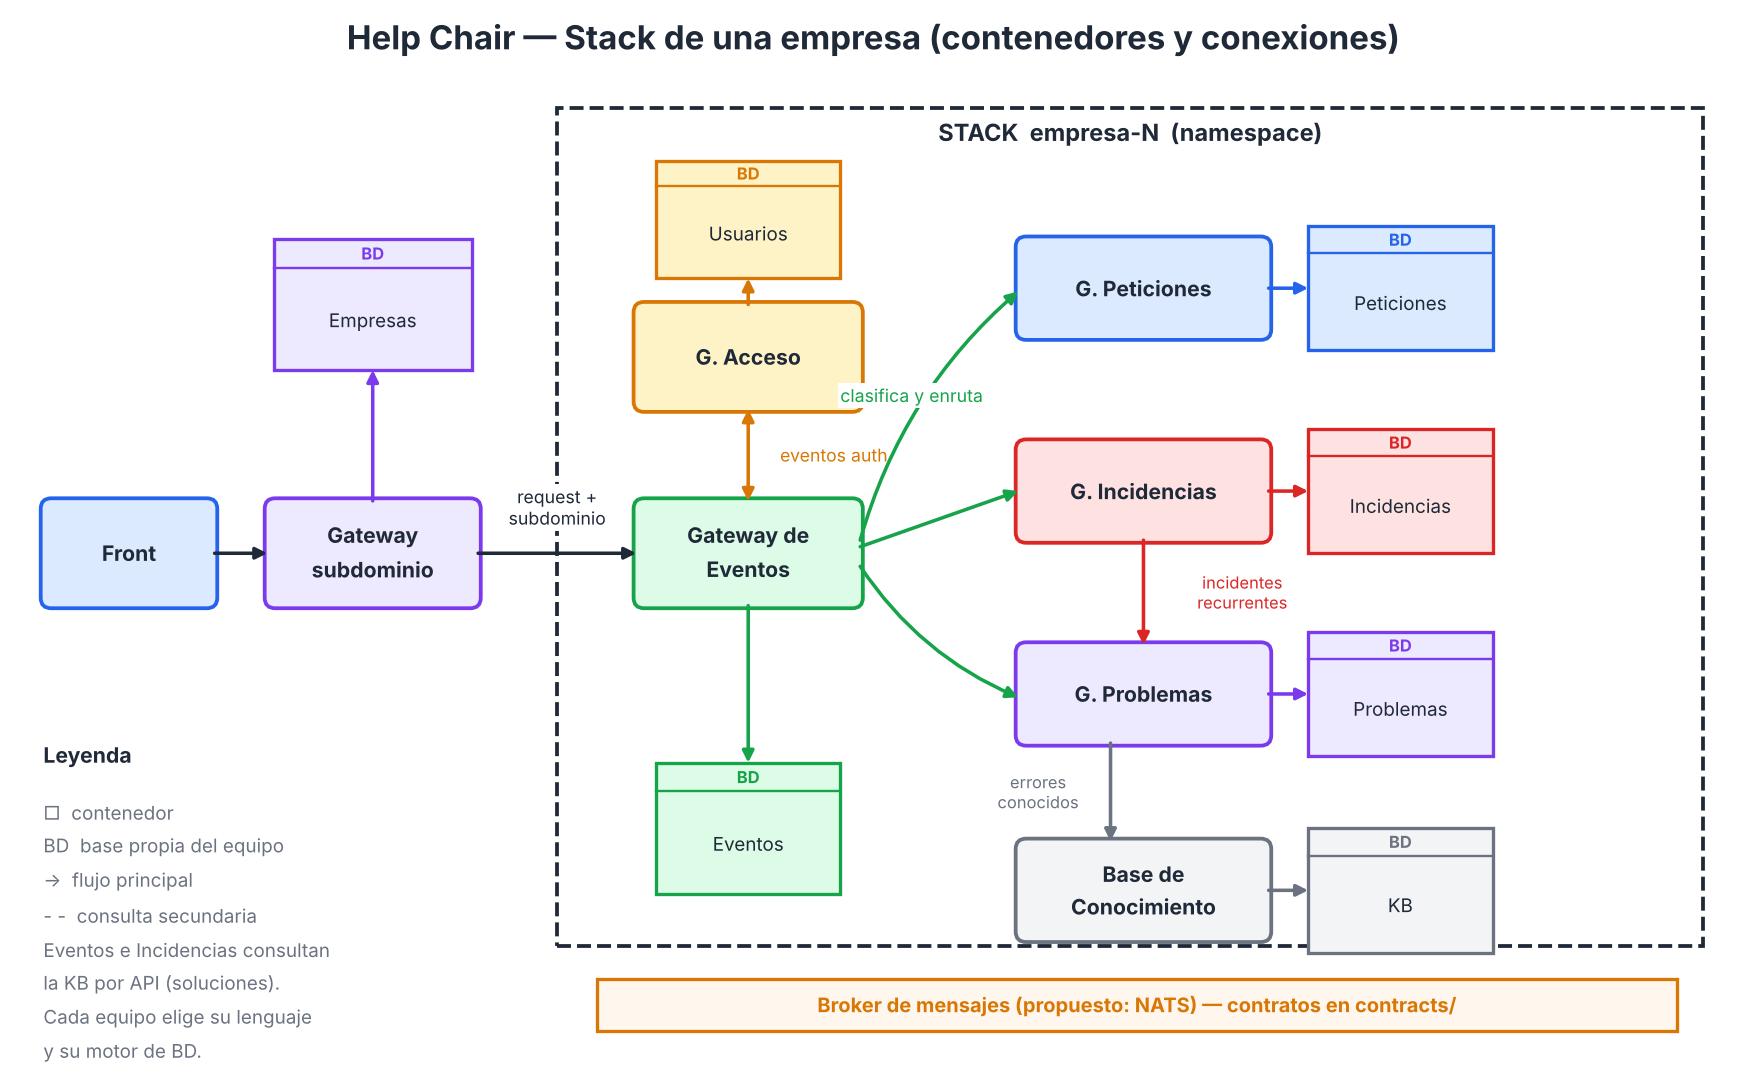 Help Chair — Stack de una empresa (contenedores y conexiones)
STACK empresa-N (namespace)
BD
Usuarios
BD
Empresas
G. Acceso
clasifica y enruta
eventos auth
G. Peticiones
BD
Peticiones
Front
Gateway
subdominio
request +
subdominio
Gateway de
Eventos
G. Incidencias
BD
Incidencias
incidentes
recurrentes
G. Problemas
BD
Problemas
BD
Eventos
errores
conocidos
Base de
Conocimiento
BD
KB
Leyenda
□ contenedor
BD base propia del equipo
→ flujo principal
- - consulta secundaria
Eventos e Incidencias consultan
la KB por API (soluciones).
Cada equipo elige su lenguaje
y su motor de BD.
Broker de mensajes (propuesto: NATS) — contratos en contracts/